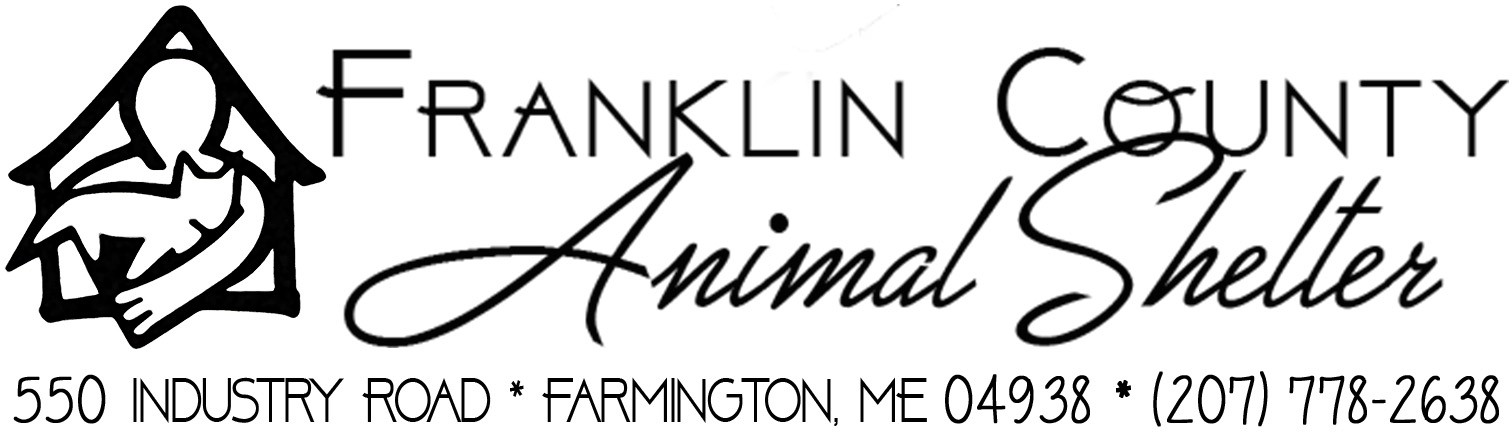 FRANKLIN COUNTY
Animal Shelter
550 INDUSTRY ROAD * FARMINGTON, ME 04938 * (207) 778-2638